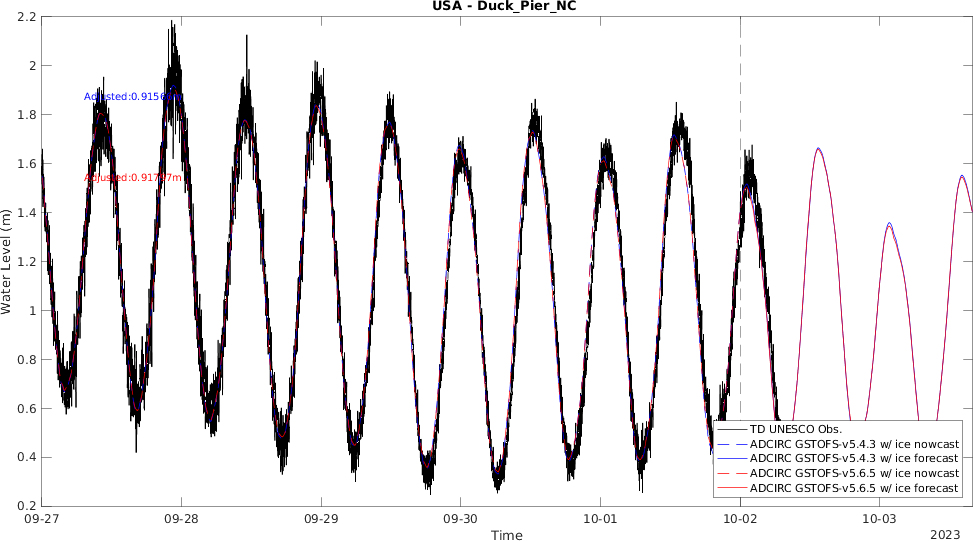 USA - Duck_Pier_NC
2.2
2
1.8
1.6
1.4
1.2
1
0.8
0.6
0.4
0.2
Water Level (m)
Adjusted:0.9156
Adjusted:0.91797m
TD UNESCO Obs.
ADCIRC GSTOFS-v5.4.3 w/ ice nowcast
ADCIRC GSTOFS-v5.4.3 w/ ice forecast
ADCIRC GSTOFS-v5.6.5 w/ ice nowcast
ADCIRC GSTOFS-v5.6.5 w/ ice forecast
09-27 09-28 09-29 09-30 10-01 10-02 10-03
Time
2023